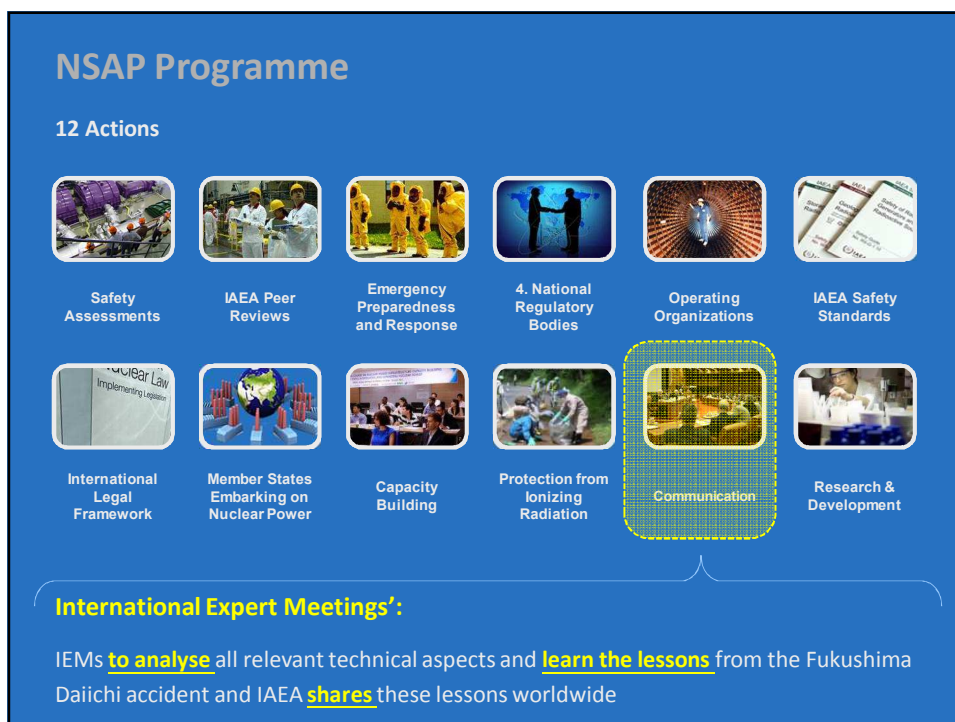 NSAP Programme
12 Actions
IAEA
Safety Guide
Nuclear Law
Implementing Legislation
Safety
Assessments
IAEA Peer
Reviews
Emergency
Preparedness
and Response
4. National
Regulatory
Bodies
Operating
Organizations
IAEA Safety
Standards
International
Legal
Framework
Member States
Embarking on
Nuclear Power
Capacity
Building
Protection from
Ionizing
Radiation
Communication
Research &
Development
International Expert Meetings’:
IEMs to analyse all relevant technical aspects and learn the lessons from the Fukushima
Daiichi accident and IAEA shares these lessons worldwide